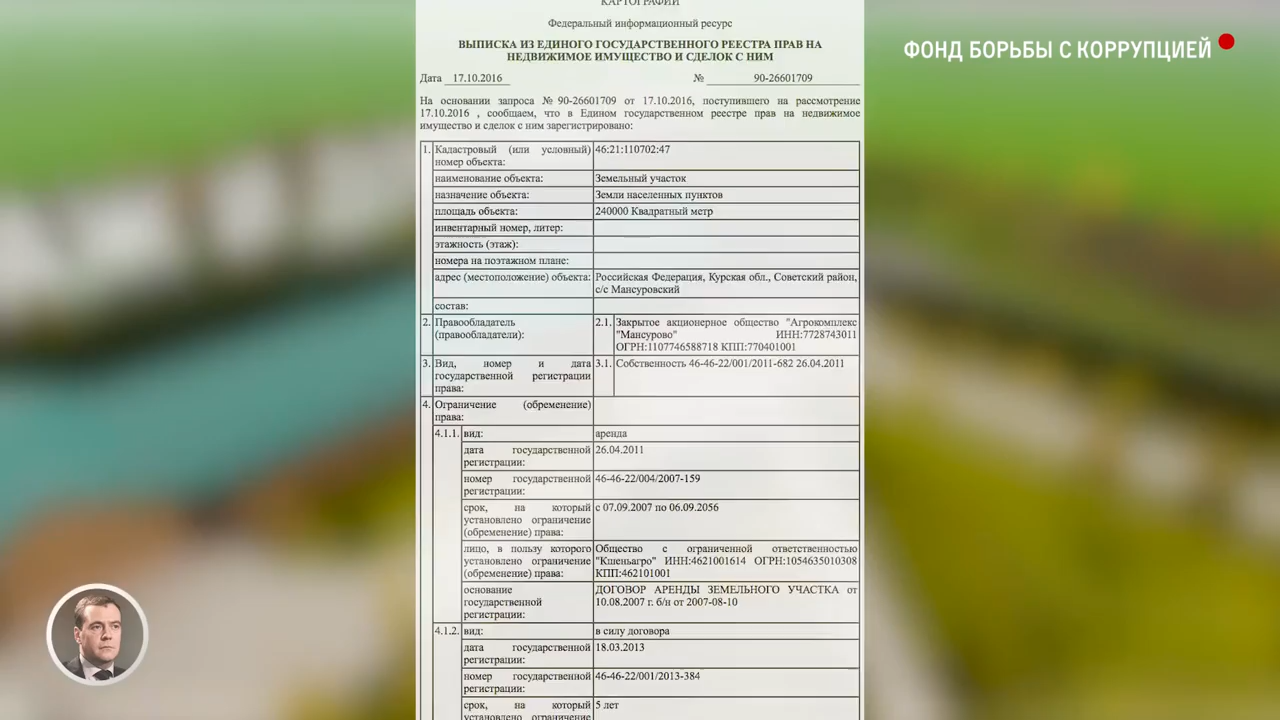 КАРТОГРАФИИ
Федеральный информационный ресурс
ВЫПИСКА ИЗ ЕДИНОГО ГОСУДАРСТВЕННОГО РЕЕСТРА ПРАВ НА
НЕДВИЖИМОЕ ИМУЩЕСТВО И СДЕЛОК С НИМ
ФОНД БОРЬБЫ С КОРРУПЦИЕЙ
Дата 17.10.2016 № 90-26601709
На основании запроса № 90-26601709 от 17.10.2016, поступившего на рассмотрение
17.10.2016 , сообщаем, что в Едином государственном реестре прав на недвижимое
имущество и сделок с ним зарегистрировано:
1. Кадастровый (или условный) 46:21:110702:47
номер объекта:
наименование объекта: Земельный участок
назначение объекта: Земли населенных пунктов
площадь объекта: 240000 Квадратный метр
инвентарный номер, литер:
этажность (этаж):
номера на поэтажном плане:
адрес (местоположение) объекта: Российская Федерация, Курская обл., Советский район,
с/с Мансуровский
состав:
2. Правообладатель 2.1. Закрытое акционерное общество "Агрокомплекс
(правообладатели): "Мансурово" ИНН:7728743011
ОГРН:1107746588718 КПП:770401001
3. Вид, номер и дата 3.1. Собственность 46-46-22/001/2011-682 26.04.2011
государственной регистрации
права:
4. Ограничение (обременение)
права:
4.1.1. вид: аренда
дата государственной 26.04.2011
регистрации:
номер государственной 46-46-22/004/2007-159
регистрации:
срок, на который с 07.09.2007 по 06.09.2056
установлено ограничение
(обременение) права:
лицо, в пользу которого Общество с ограниченной ответственностью
установлено ограничение "Кшеньагро" ИНН:4621001614 ОГРН:1054635010308
(обременение) права: КПП:462101001
основание ДОГОВОР АРЕНДЫ ЗЕМЕЛЬНОГО УЧАСТКА от
государственной 10.08.2007 г. б/н от 2007-08-10
регистрации:
4.1.2. вид: в силу договора
дата государственной 18.03.2013
регистрации:
номер государственной 46-46-22/001/2013-384
регистрации:
срок, на который 5 лет
установлено ограничение